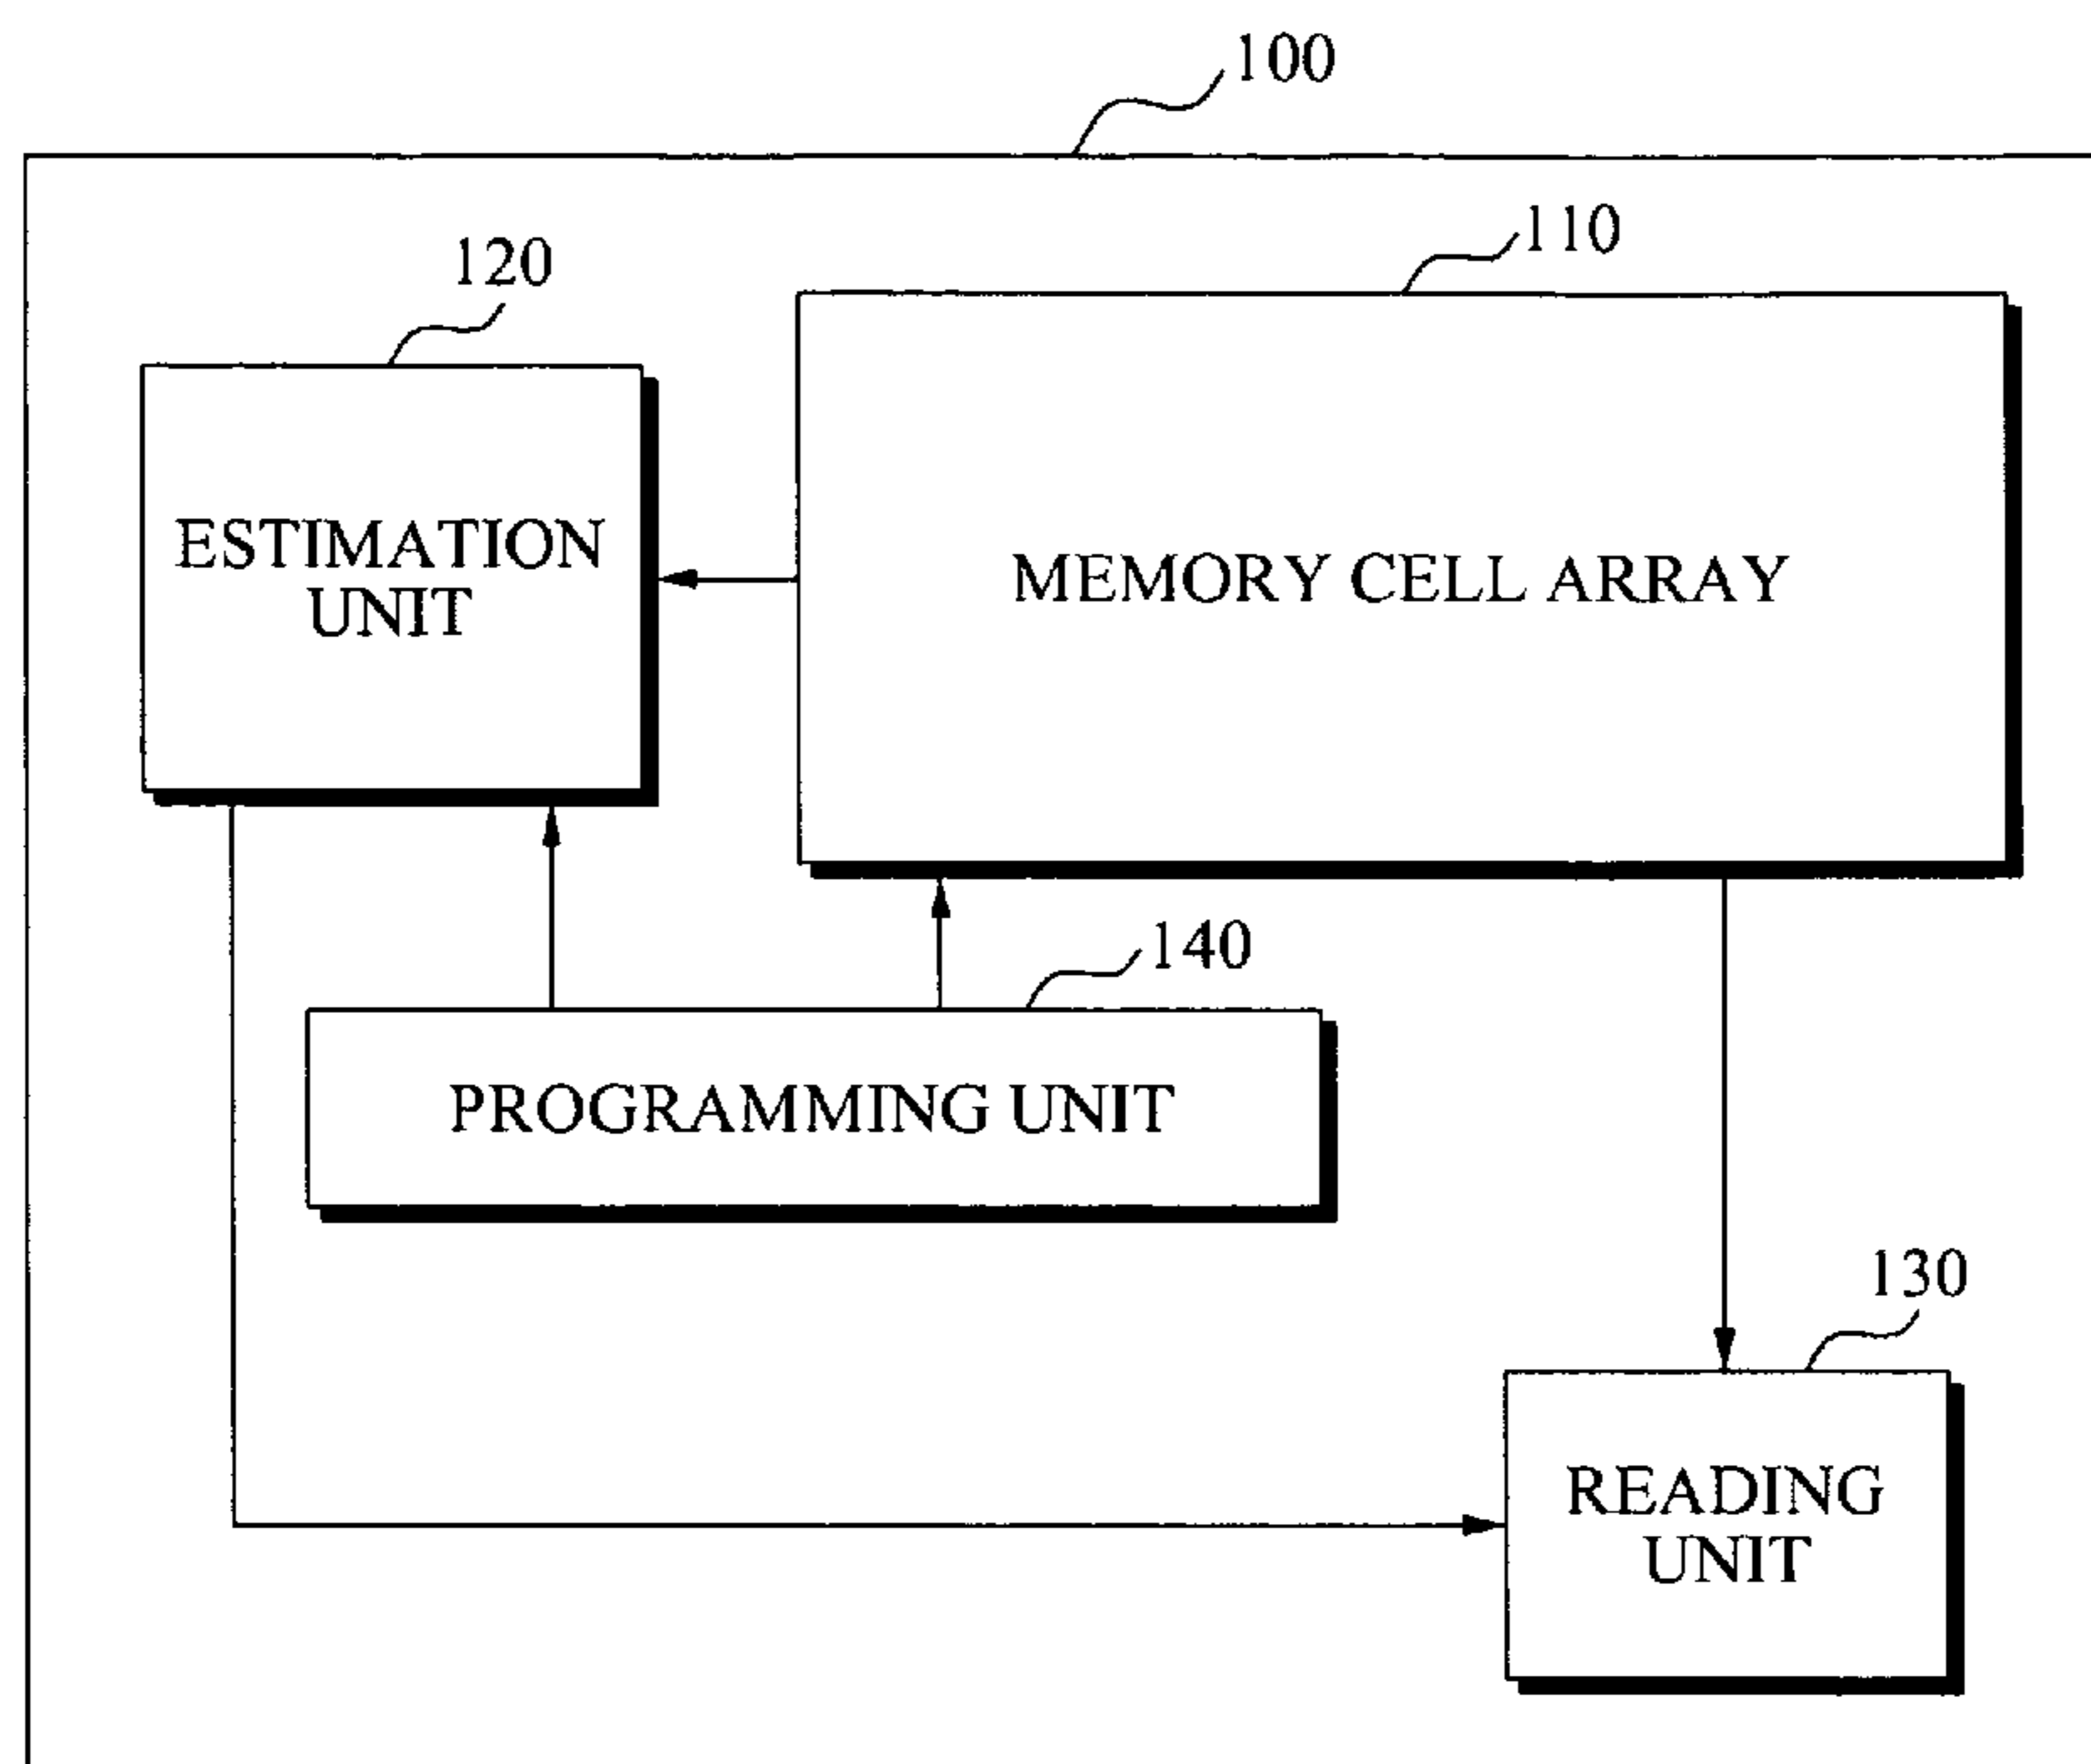 100
110
120
ESTIMATION
UNIT
MEMORY CELL ARRAY
140
PROGRAMMING UNIT
130
READING
UNIT